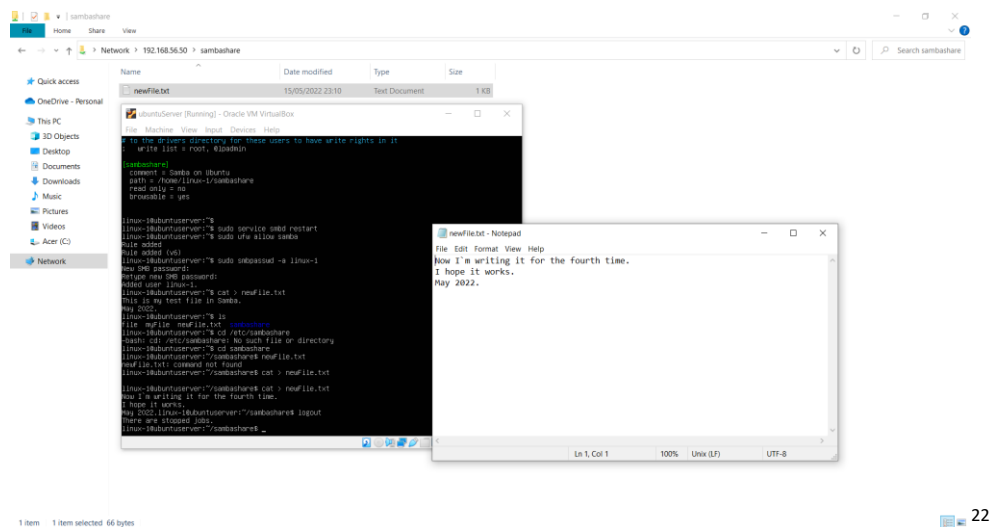 sambashare
File Home Share View
Network > 192.168.56.50 > sambashare
Search sambashare
Name Date modified Type Size
newFile.txt 15/05/2022 23:10 Text Document 1 KB
Quick access
OneDrive - Personal
This PC
3D Objects
Desktop
Documents
Downloads
Music
Pictures
Videos
Acer (C:)
Network
ubuntuServer [Running] - Oracle VM VirtualBox
File Machine View Input Devices Help
# to the drivers directory for these users to have write rights in it
; write list = root, @lpadmin
[sambashare]
comment = Samba on Ubuntu
path = /home/linux-1/sambashare
read only = no
browsable = yes
linux-1@ubuntuserver:~$
linux-1@ubuntuserver:~$ sudo service smbd restart
linux-1@ubuntuserver:~$ sudo ufw allow samba
Rule added
Rule added (v6)
linux-1@ubuntuserver:~$ sudo smbpasswd -a linux-1
New SMB password:
Retype new SMB password:
Added user linux-1.
linux-1@ubuntuserver:~$ cat > newFile.txt
This is my test file in Samba.
May 2022.
linux-1@ubuntuserver:~$ ls
file myFile newFile.txt sambashare
linux-1@ubuntuserver:~$ cd /etc/sambashare
-bash: cd: /etc/sambashare: No such file or directory
linux-1@ubuntuserver:~$ cd sambashare
linux-1@ubuntuserver:~/sambashare$ newFile.txt
newFile.txt: command not found
linux-1@ubuntuserver:~/sambashare$ cat > newFile.txt
linux-1@ubuntuserver:~/sambashare$ cat > newFile.txt
Now I`m writing it for the fourth time.
I hope it works.
May 2022.linux-1@ubuntuserver:~/sambashare$ logout
There are stopped jobs.
linux-1@ubuntuserver:~/sambashare$ _
newFile.txt - Notepad
File Edit Format View Help
Now I`m writing it for the fourth time.
I hope it works.
May 2022.
Ln 1, Col 1 100% Unix (LF) UTF-8
1 item 1 item selected 66 bytes
22